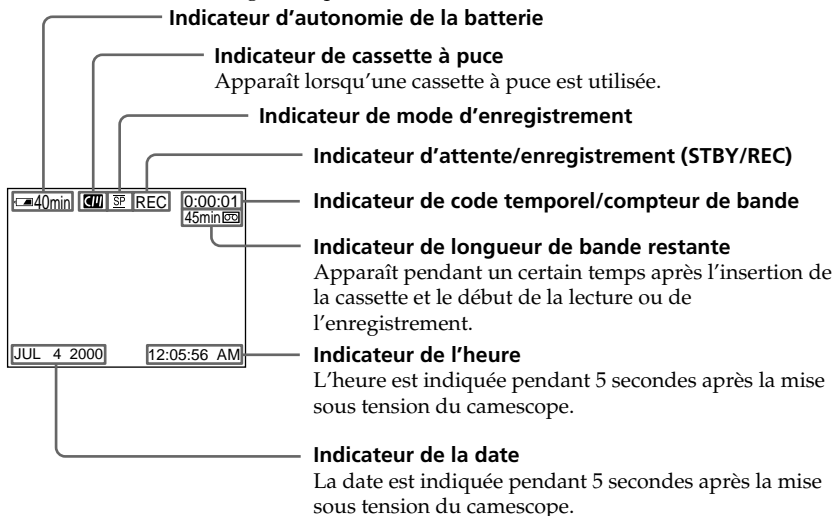 Indicateur d'autonomie de la batterie
Indicateur de cassette à puce
Apparaît lorsqu'une cassette à puce est utilisée.
Indicateur de mode d'enregistrement
Indicateur d'attente/enregistrement (STBY/REC)
40min CM SP REC 0:00:01
Indicateur de code temporel/compteur de bande
45min
Indicateur de longueur de bande restante
Apparaît pendant un certain temps après l'insertion de
la cassette et le début de la lecture ou de
l'enregistrement.
JUL 4 2000 12:05:56 AM
Indicateur de l'heure
L'heure est indiquée pendant 5 secondes après la mise
sous tension du camescope.
Indicateur de la date
La date est indiquée pendant 5 secondes après la mise
sous tension du camescope.